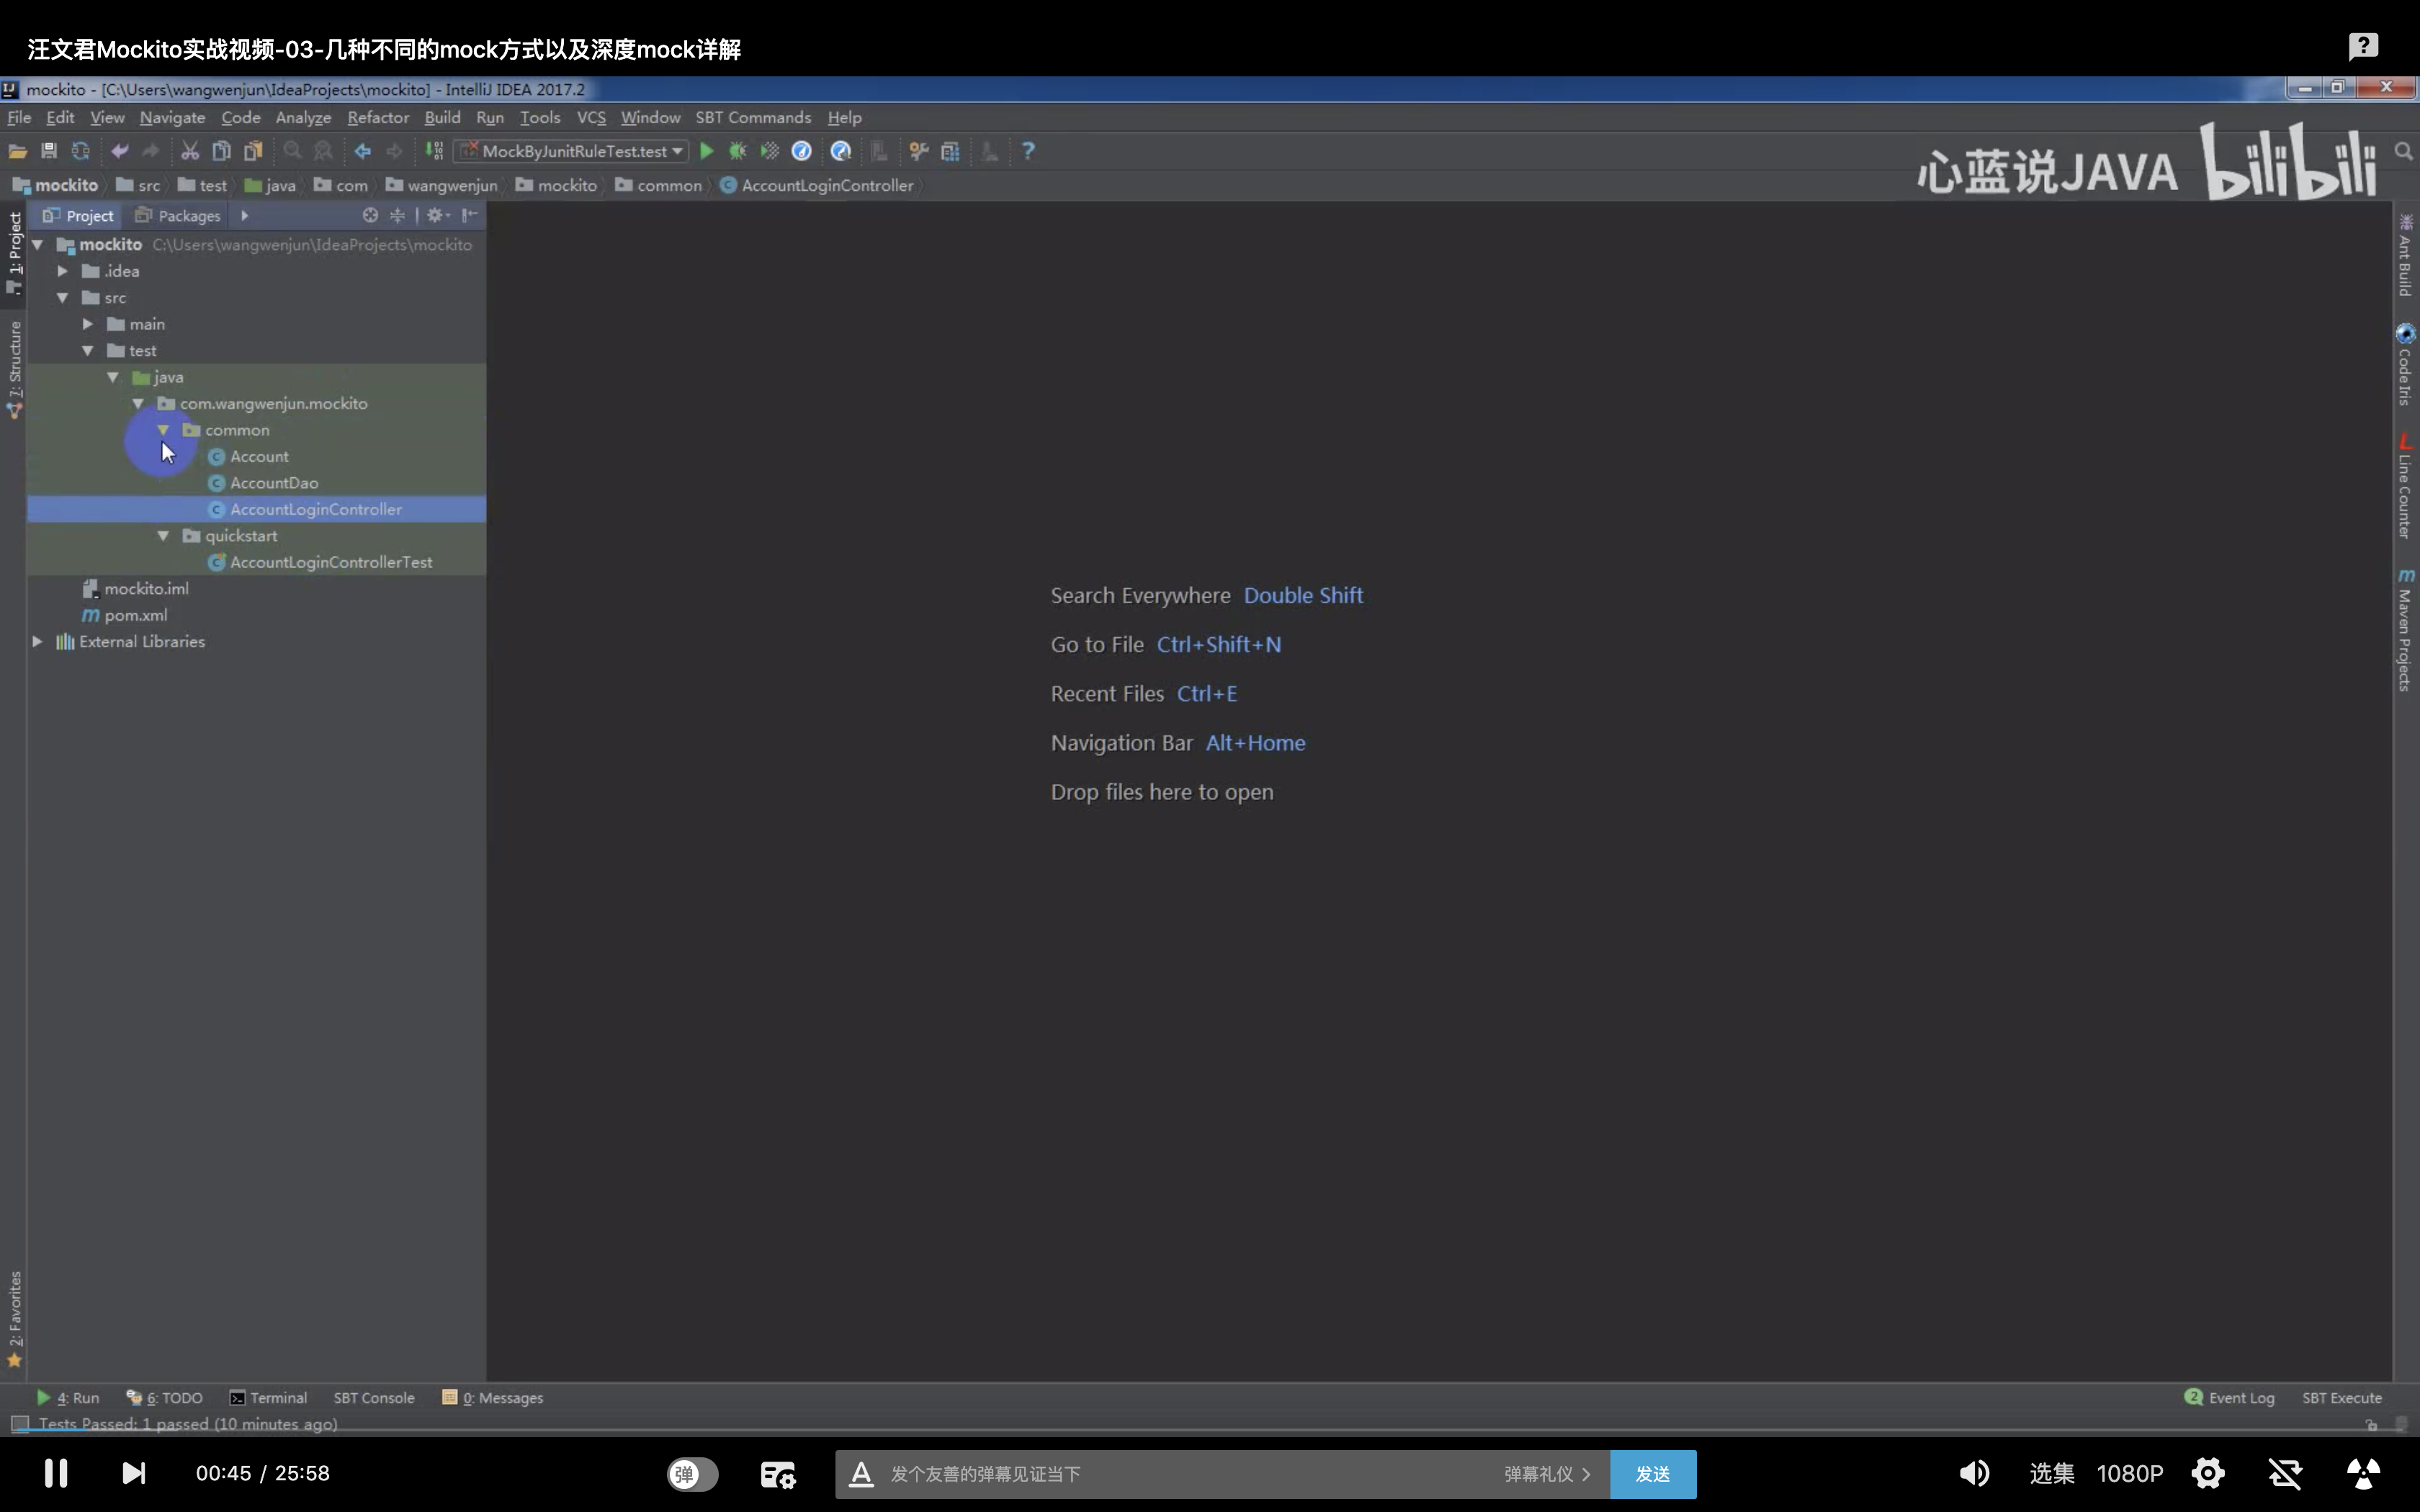 汪文君Mockito实战视频-03-几种不同的mock方式以及深度mock详解
mockito - [C:\Users\wangwenjun\IdeaProjects\mockito] - IntelliJ IDEA 2017.2
File Edit View Navigate Code Analyze Refactor Build Run Tools VCS Window SBT Commands Help
MockByJunitRuleTest.test
心蓝说JAVA bilibili
mockito src test java com wangwenjun mockito common AccountLoginController
Project Packages
1: Project
7: Structure
2: Favorites
mockito C:\Users\wangwenjun\IdeaProjects\mockito
.idea
src
main
test
java
com.wangwenjun.mockito
common
Account
AccountDao
AccountLoginController
quickstart
AccountLoginControllerTest
mockito.iml
pom.xml
External Libraries
Search Everywhere Double Shift
Go to File Ctrl+Shift+N
Recent Files Ctrl+E
Navigation Bar Alt+Home
Drop files here to open
Ant Build
Code Iris
Line Counter
Maven Projects
4: Run 6: TODO Terminal SBT Console 0: Messages 2 Event Log SBT Execute
Tests Passed: 1 passed (10 minutes ago)
00:45 / 25:58 弹 发个友善的弹幕见证当下 弹幕礼仪 发送 选集 1080P